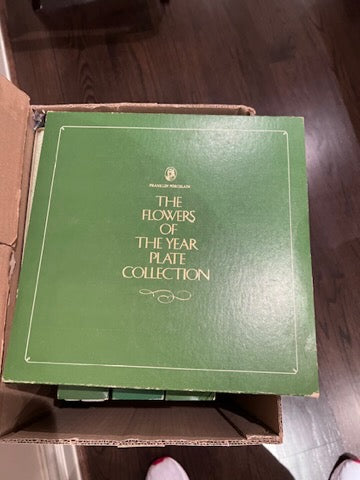 FRANKLIN PORCELAIN
THE
FLOWERS
OF
THE YEAR
PLATE
COLLECTION